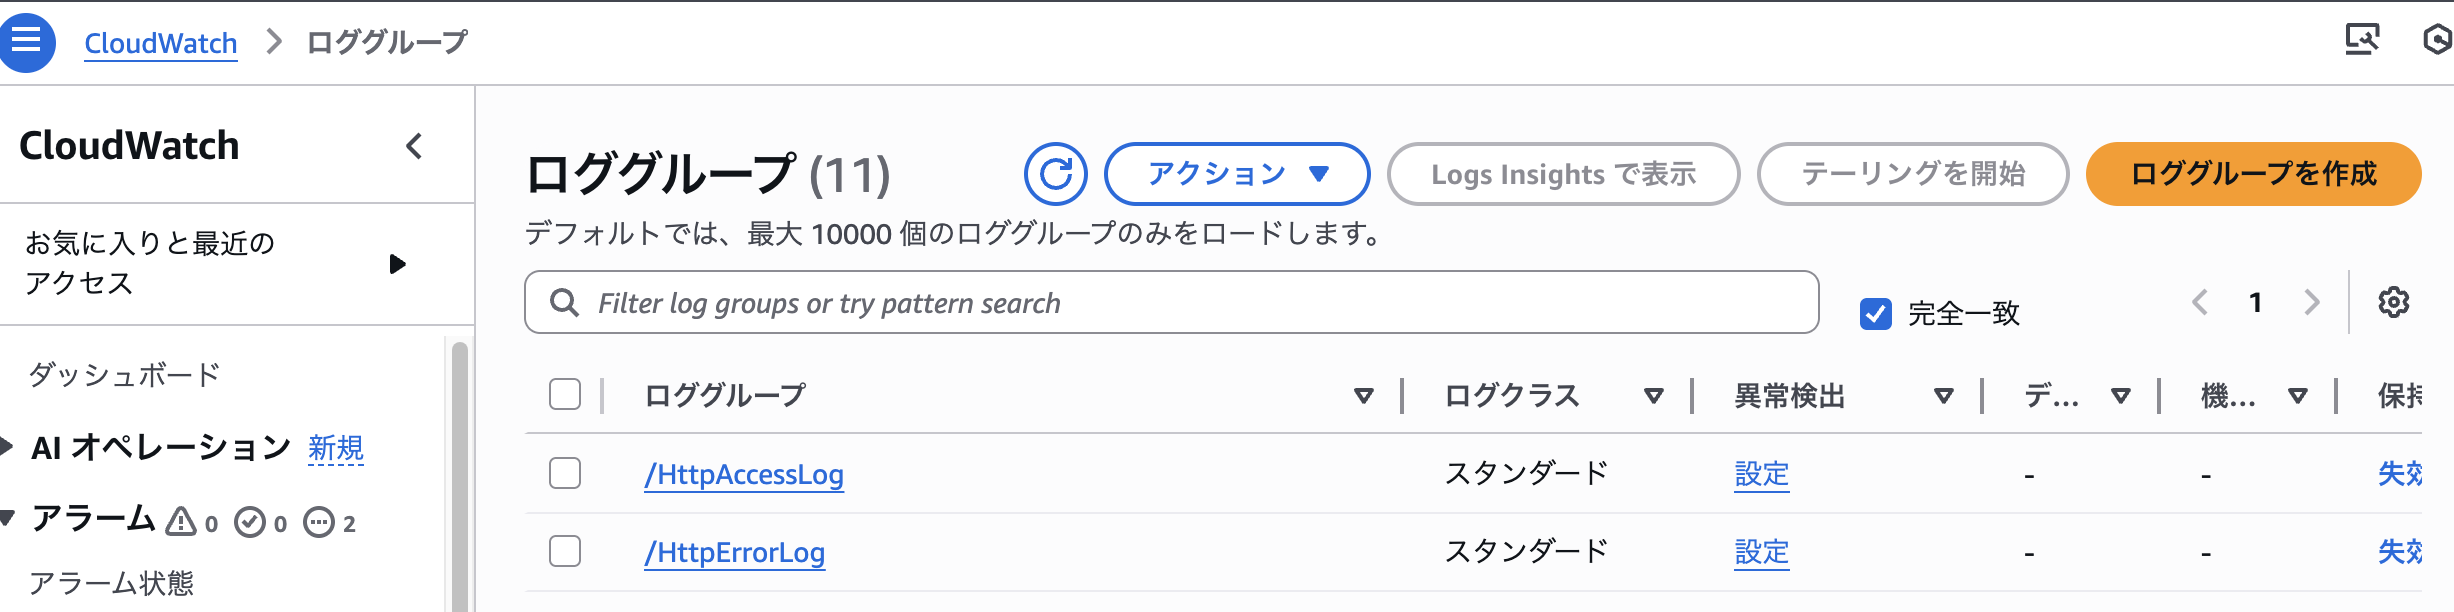 CloudWatch > ロググループ
CloudWatch
お気に入りと最近の
アクセス
ダッシュボード
AI オペレーション 新規
アラーム 0 0 2
アラーム状態
ロググループ (11)
アクション
Logs Insights で表示
テーリングを開始
ロググループを作成
デフォルトでは、最大 10000 個のロググループのみをロードします。
Filter log groups or try pattern search
完全一致
1
ロググループ ログクラス 異常検出 デ... 機... 保持
/HttpAccessLog スタンダード 設定 - - 失効
/HttpErrorLog スタンダード 設定 - - 失効